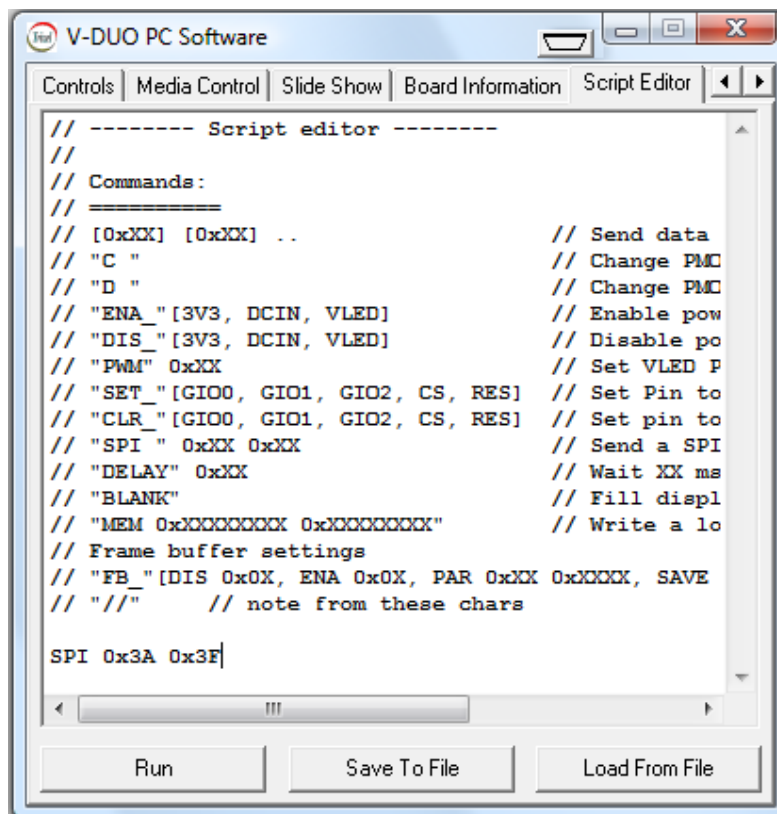 V-DUO PC Software
Controls Media Control Slide Show Board Information Script Editor
// -------- Script editor --------
//
// Commands:
// ==========
// [0xXX] [0xXX] .. // Send data
// "C " // Change PMO
// "D " // Change PMO
// "ENA_"[3V3, DCIN, VLED] // Enable pow
// "DIS_"[3V3, DCIN, VLED] // Disable po
// "PWM" 0xXX // Set VLED P
// "SET_"[GIO0, GIO1, GIO2, CS, RES] // Set Pin to
// "CLR_"[GIO0, GIO1, GIO2, CS, RES] // Set pin to
// "SPI " 0xXX 0xXX // Send a SPI
// "DELAY" 0xXX // Wait XX ms
// "BLANK" // Fill displ
// "MEM 0xXXXXXXXX 0xXXXXXXXX" // Write a lo
// Frame buffer settings
// "FB_"[DIS 0x0X, ENA 0x0X, PAR 0xXX 0xXXXX, SAVE
// "//" // note from these chars
SPI 0x3A 0x3F
Run Save To File Load From File